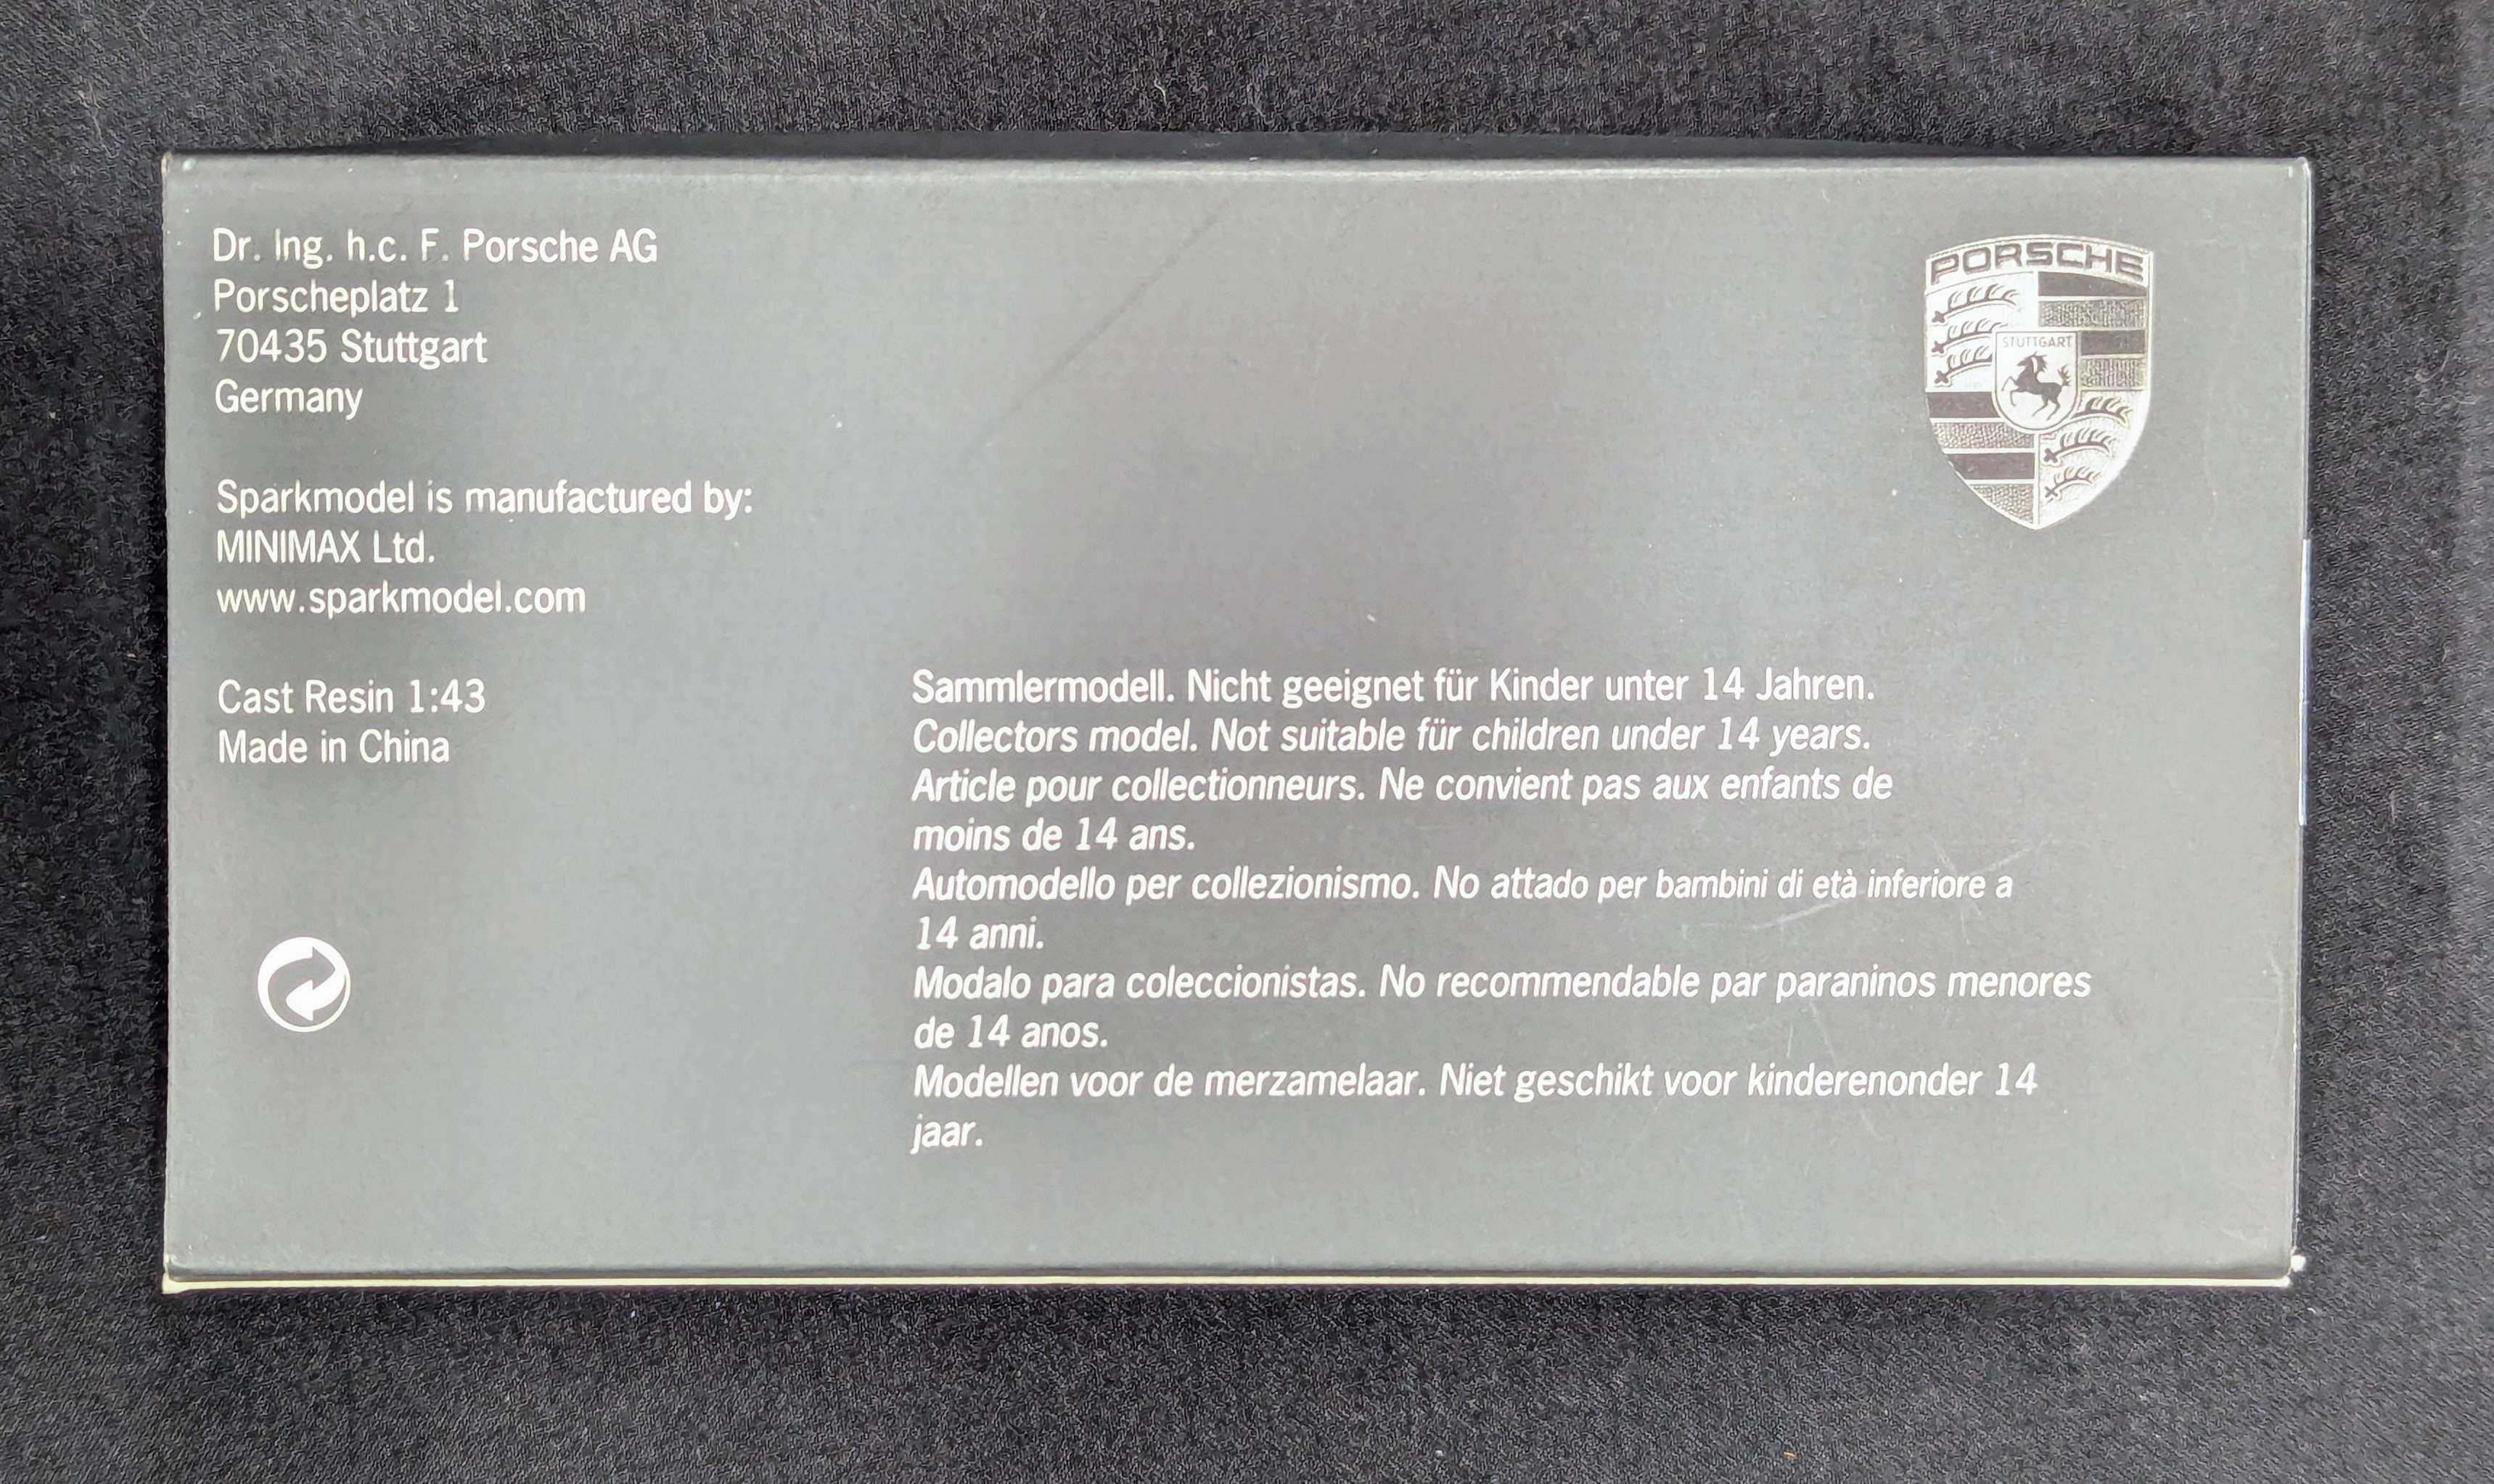 Dr. Ing. h.c. F. Porsche AG
Porscheplatz 1
70435 Stuttgart
Germany
Sparkmodel is manufactured by:
MINIMAX Ltd.
www.sparkmodel.com
Cast Resin 1:43
Made in China
PORSCHE
STUTTGART
Sammlermodell. Nicht geeignet für Kinder unter 14 Jahren.
Collectors model. Not suitable für children under 14 years.
Article pour collectionneurs. Ne convient pas aux enfants de
moins de 14 ans.
Automodello per collezionismo. No attado per bambini di età inferiore a
14 anni.
Modalo para coleccionistas. No recommendable par paraninos menores
de 14 anos.
Modellen voor de merzamelaar. Niet geschikt voor kinderenonder 14
jaar.